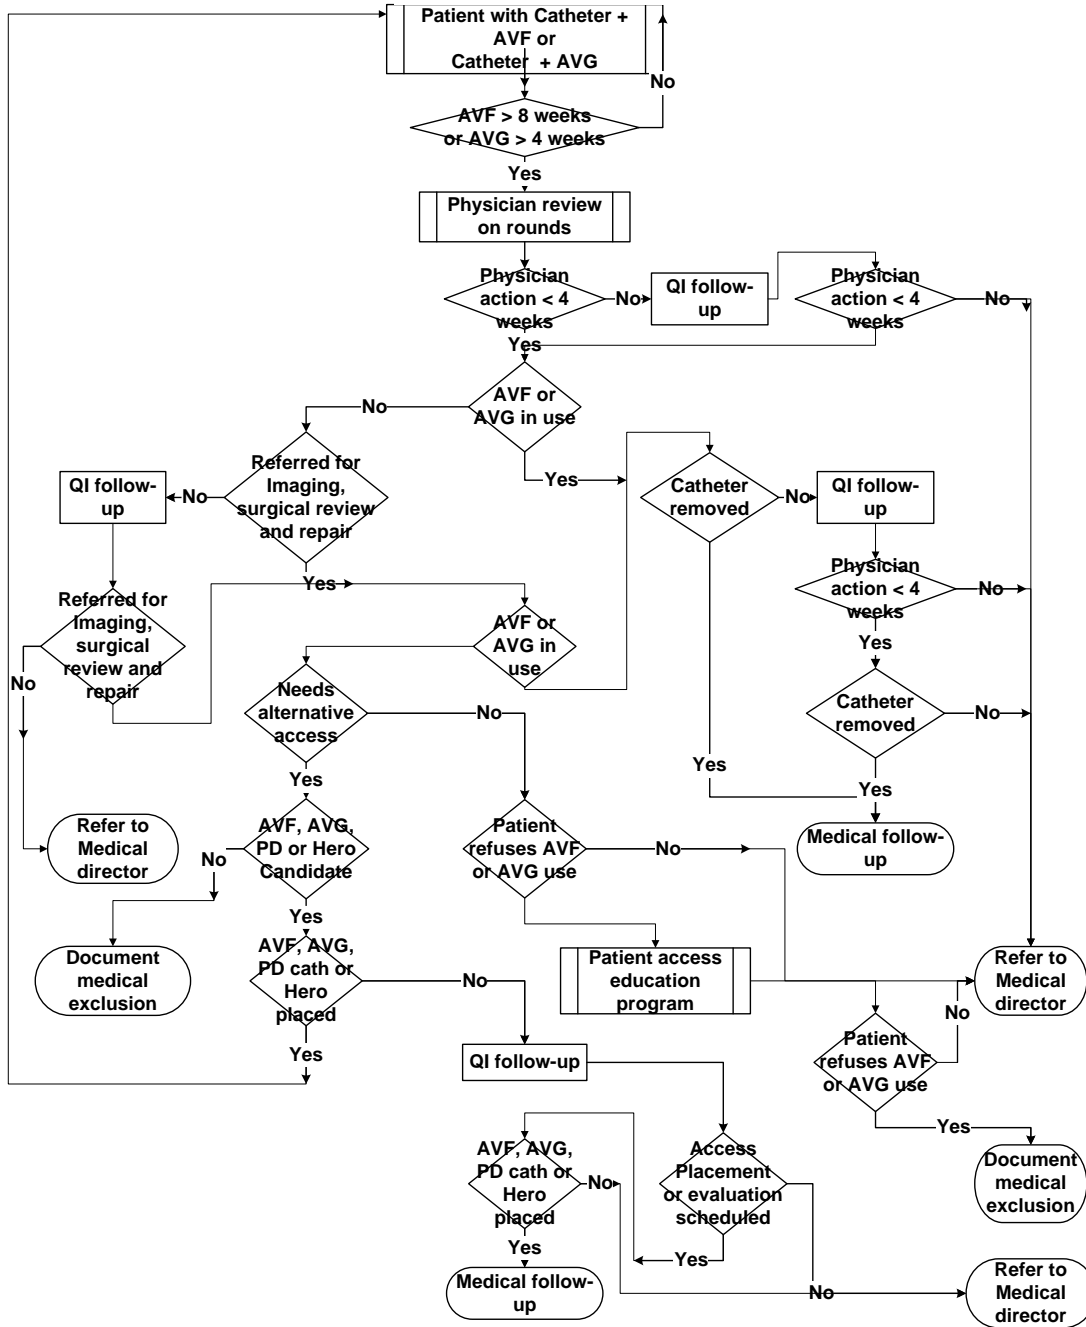 Patient with Catheter +
AVF or
Catheter + AVG
No
AVF > 8 weeks
or AVG > 4 weeks
Yes
Physician review
on rounds
Physician
action < 4
weeks
No
QI follow-
up
Physician
action < 4
weeks
No
Yes
AVF or
AVG in use
No
Yes
Referred for
Imaging,
surgical review
and repair
No
QI follow-
up
Catheter
removed
No
QI follow-
up
Yes
Physician
action < 4
weeks
No
Referred for
Imaging,
surgical
review and
repair
No
AVF or
AVG in
use
Yes
Needs
alternative
access
No
Catheter
removed
No
Yes
Yes
Yes
Refer to
Medical
director
AVF, AVG,
PD or Hero
Candidate
No
Patient
refuses AVF
or AVG use
No
Medical follow-
up
Yes
Document
medical
exclusion
AVF, AVG,
PD cath or
Hero
placed
No
Patient access
education
program
Refer to
Medical
director
No
Yes
QI follow-up
Patient
refuses AVF
or AVG use
Yes
AVF, AVG,
PD cath or
Hero
placed
No
Access
Placement
or evaluation
scheduled
Document
medical
exclusion
Yes
Yes
Medical follow-
up
No
Refer to
Medical
director